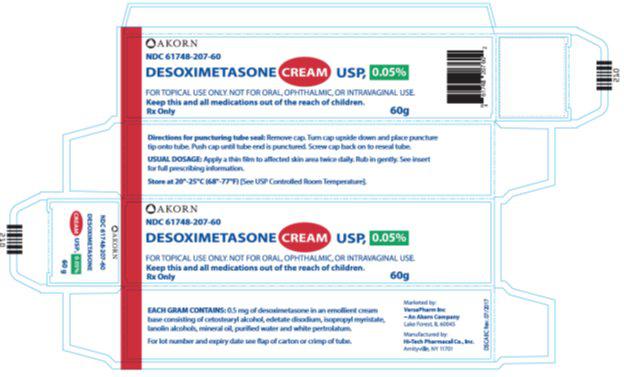 AKORN
NDC 61748-207-60
DESOXIMETASONE CREAM USP, 0.05%
FOR TOPICAL USE ONLY. NOT FOR ORAL, OPHTHALMIC, OR INTRAVAGINAL USE.
Keep this and all medications out of the reach of children.
Rx Only
60g
Directions for puncturing tube seal: Remove cap. Turn cap upside down and place puncture
tip onto tube. Push cap until tube end is punctured. Screw cap back on to reseal tube.
USUAL DOSAGE: Apply a thin film to affected skin area twice daily. Rub in gently. See insert
for full prescribing information.
Store at 20°-25°C (68°-77°F) [See USP Controlled Room Temperature].
AKORN
NDC 61748-207-60
DESOXIMETASONE CREAM USP, 0.05%
FOR TOPICAL USE ONLY. NOT FOR ORAL, OPHTHALMIC, OR INTRAVAGINAL USE.
Keep this and all medications out of the reach of children.
Rx Only
60g
AKORN
NDC 61748-207-60
DESOXIMETASONE
CREAM USP, 0.05%
60 g
EACH GRAM CONTAINS: 0.5 mg of desoximetasone in an emollient cream
base consisting of cetostearyl alcohol, edetate disodium, isopropyl myristate,
lanolin alcohols, mineral oil, purified water and white petrolatum.
For lot number and expiry date see flap of carton or crimp of tube.
Marketed by:
VersaPharm Inc
– An Akorn Company
Lake Forest, IL 60045
Manufactured by:
Hi-Tech Pharmacal Co., Inc.
Amityville, NY 11701